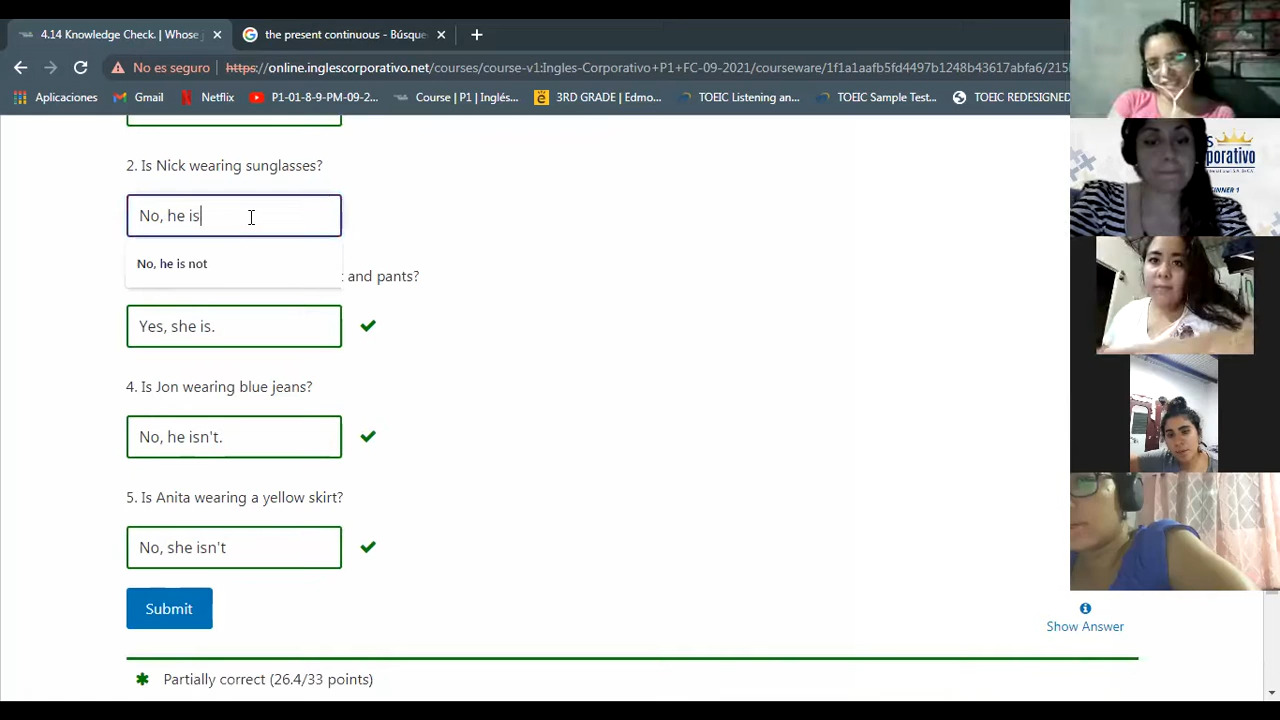 4.14 Knowledge Check. | Whose
the present continuous - Búsque
No es seguro
https://online.inglescorporativo.net/courses/course-v1:Ingles-Corporativo+P1+FC-09-2021/courseware/1f1a1aafb5fd4497b1248b43617abfa6/215
Aplicaciones
Gmail
Netflix
P1-01-8-9-PM-09-2...
Course | P1 | Inglés...
3RD GRADE | Edmo...
TOEIC Listening an...
TOEIC Sample Test...
TOEIC REDESIGNED
porativo
2. Is Nick wearing sunglasses?
No, he is
No, he is not
and pants?
Yes, she is.
4. Is Jon wearing blue jeans?
No, he isn't.
5. Is Anita wearing a yellow skirt?
No, she isn't
Submit
Show Answer
Partially correct (26.4/33 points)